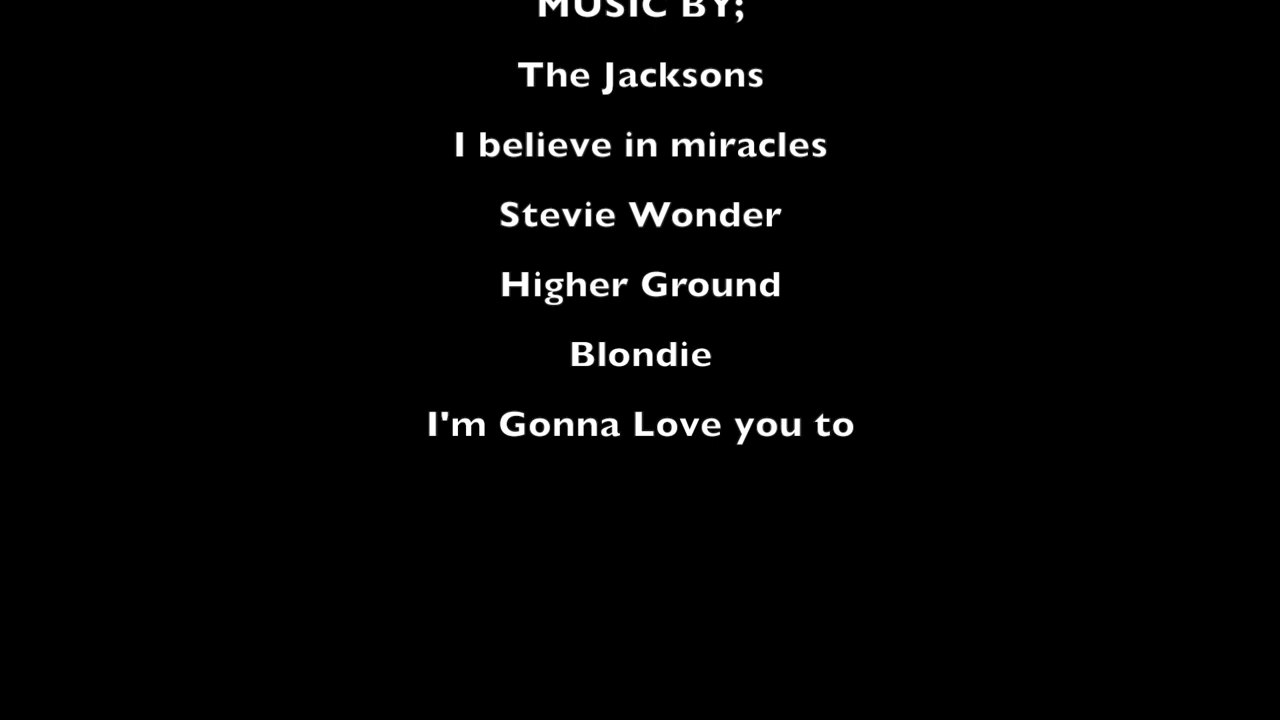 MUSIC BY;
The Jacksons
I believe in miracles
Stevie Wonder
Higher Ground
Blondie
I'm Gonna Love you to